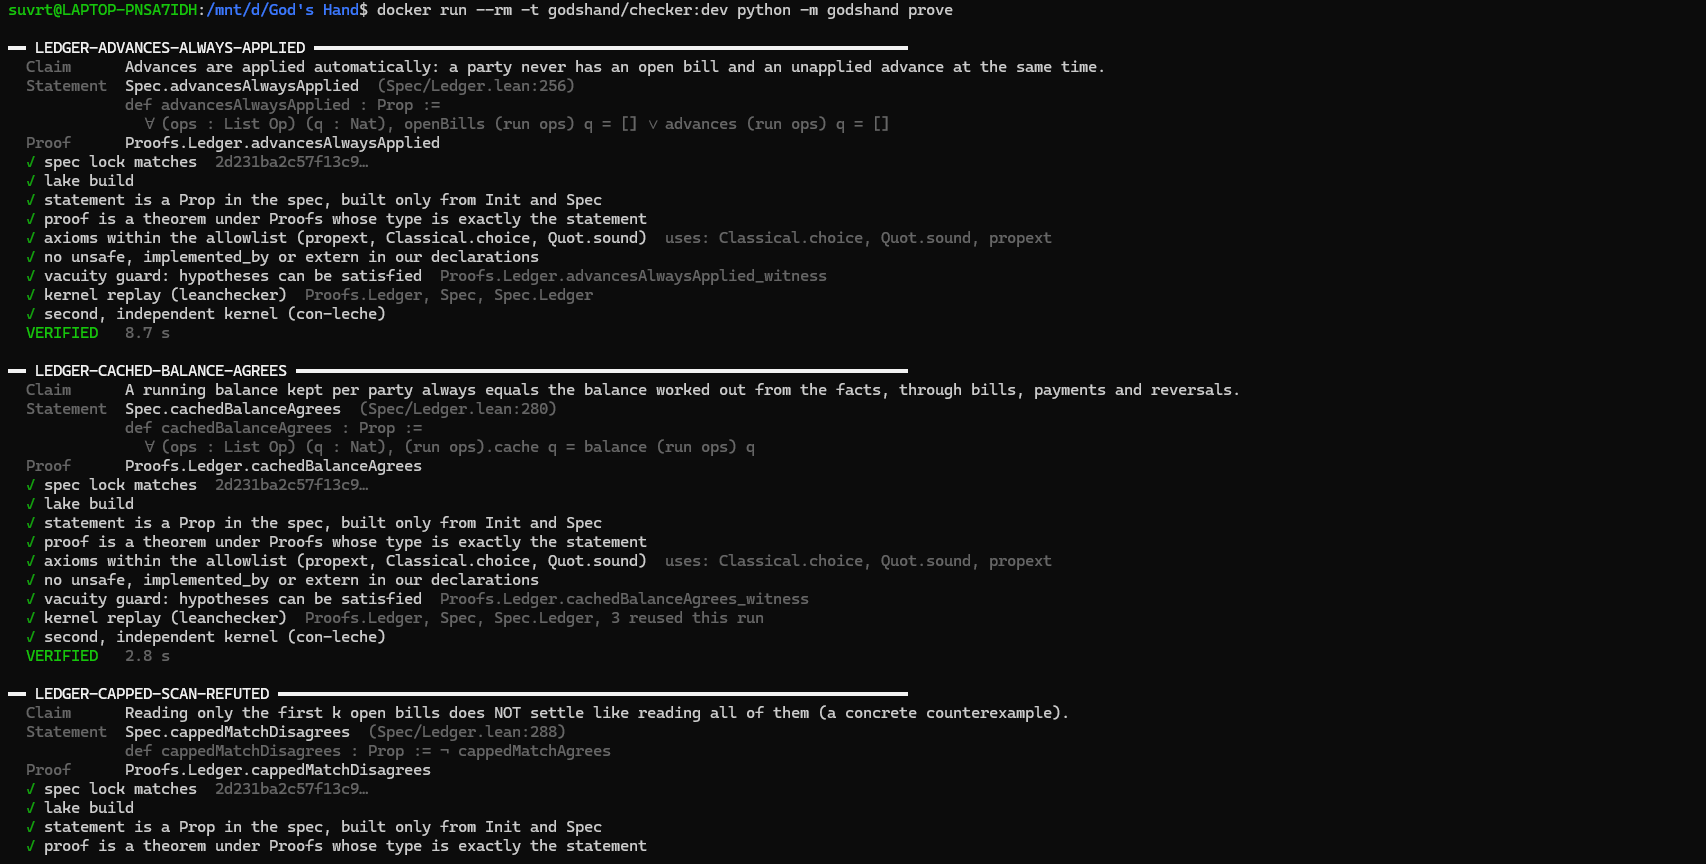 suvrt@LAPTOP-PNSA7IDH:/mnt/d/God's Hand$ docker run --rm -t godshand/checker:dev python -m godshand prove
LEDGER-ADVANCES-ALWAYS-APPLIED
Claim Advances are applied automatically: a party never has an open bill and an unapplied advance at the same time.
Statement Spec.advancesAlwaysApplied (Spec/Ledger.lean:256)
def advancesAlwaysApplied : Prop :=
∀ (ops : List Op) (q : Nat), openBills (run ops) q = [] ∨ advances (run ops) q = []
Proof Proofs.Ledger.advancesAlwaysApplied
✓ spec lock matches 2d231ba2c57f13c9…
✓ lake build
✓ statement is a Prop in the spec, built only from Init and Spec
✓ proof is a theorem under Proofs whose type is exactly the statement
✓ axioms within the allowlist (propext, Classical.choice, Quot.sound) uses: Classical.choice, Quot.sound, propext
✓ no unsafe, implemented_by or extern in our declarations
✓ vacuity guard: hypotheses can be satisfied Proofs.Ledger.advancesAlwaysApplied_witness
✓ kernel replay (leanchecker) Proofs.Ledger, Spec, Spec.Ledger
✓ second, independent kernel (con-leche)
VERIFIED 8.7 s
LEDGER-CACHED-BALANCE-AGREES
Claim A running balance kept per party always equals the balance worked out from the facts, through bills, payments and reversals.
Statement Spec.cachedBalanceAgrees (Spec/Ledger.lean:280)
def cachedBalanceAgrees : Prop :=
∀ (ops : List Op) (q : Nat), (run ops).cache q = balance (run ops) q
Proof Proofs.Ledger.cachedBalanceAgrees
✓ spec lock matches 2d231ba2c57f13c9…
✓ lake build
✓ statement is a Prop in the spec, built only from Init and Spec
✓ proof is a theorem under Proofs whose type is exactly the statement
✓ axioms within the allowlist (propext, Classical.choice, Quot.sound) uses: Classical.choice, Quot.sound, propext
✓ no unsafe, implemented_by or extern in our declarations
✓ vacuity guard: hypotheses can be satisfied Proofs.Ledger.cachedBalanceAgrees_witness
✓ kernel replay (leanchecker) Proofs.Ledger, Spec, Spec.Ledger, 3 reused this run
✓ second, independent kernel (con-leche)
VERIFIED 2.8 s
LEDGER-CAPPED-SCAN-REFUTED
Claim Reading only the first k open bills does NOT settle like reading all of them (a concrete counterexample).
Statement Spec.cappedMatchDisagrees (Spec/Ledger.lean:288)
def cappedMatchDisagrees : Prop := ¬ cappedMatchAgrees
Proof Proofs.Ledger.cappedMatchDisagrees
✓ spec lock matches 2d231ba2c57f13c9…
✓ lake build
✓ statement is a Prop in the spec, built only from Init and Spec
✓ proof is a theorem under Proofs whose type is exactly the statement